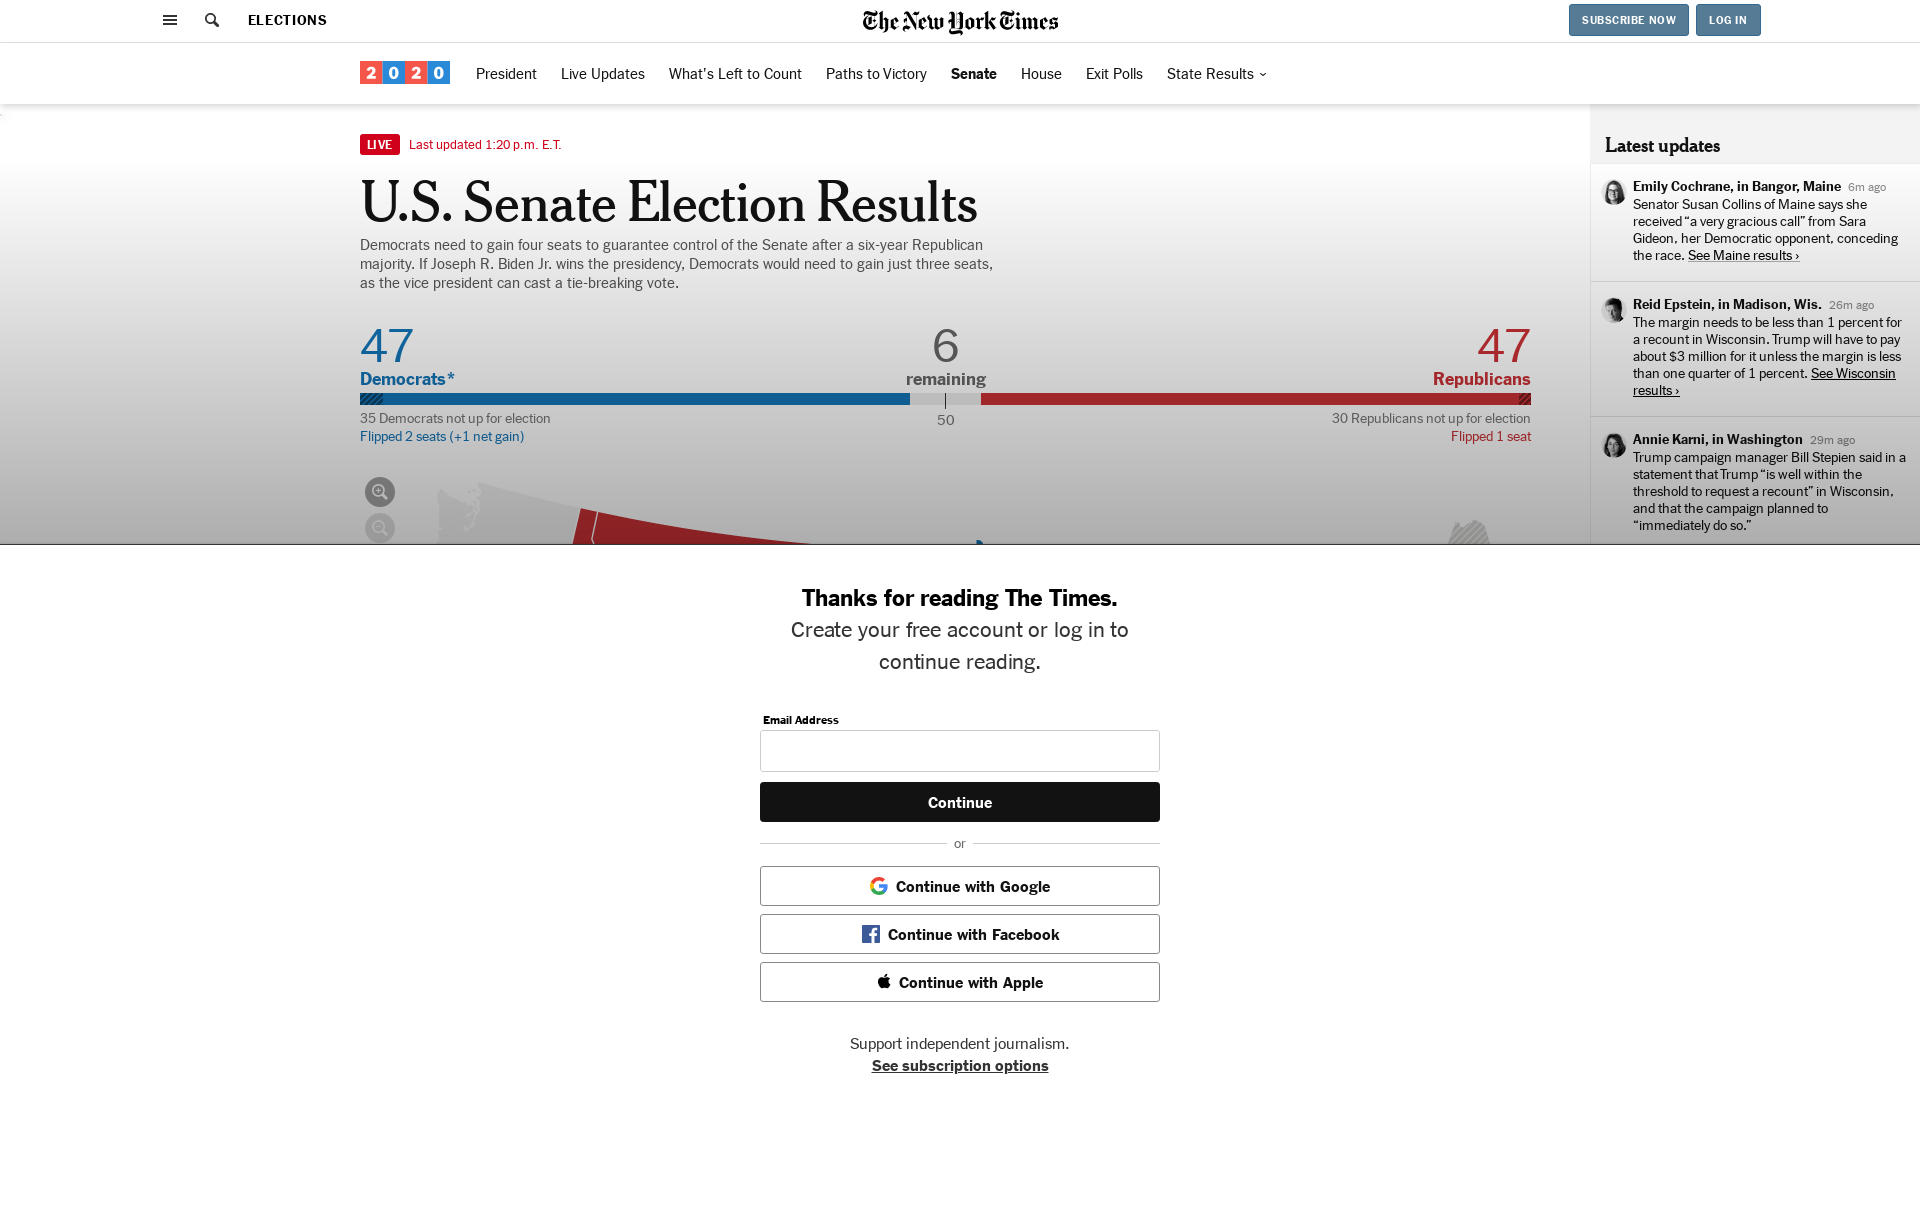 ELECTIONS
The New York Times
SUBSCRIBE NOW
LOG IN
2020
President
Live Updates
What's Left to Count
Paths to Victory
Senate
House
Exit Polls
State Results
LIVE
Last updated 1:20 p.m. E.T.
U.S. Senate Election Results
Democrats need to gain four seats to guarantee control of the Senate after a six-year Republican
majority. If Joseph R. Biden Jr. wins the presidency, Democrats would need to gain just three seats,
as the vice president can cast a tie-breaking vote.
47
6
47
Democrats*
remaining
Republicans
35 Democrats not up for election
50
30 Republicans not up for election
Flipped 2 seats (+1 net gain)
Flipped 1 seat
Latest updates
Emily Cochrane, in Bangor, Maine 6m ago
Senator Susan Collins of Maine says she
received “a very gracious call” from Sara
Gideon, her Democratic opponent, conceding
the race. See Maine results ›
Reid Epstein, in Madison, Wis. 26m ago
The margin needs to be less than 1 percent for
a recount in Wisconsin. Trump will have to pay
about $3 million for it unless the margin is less
than one quarter of 1 percent. See Wisconsin
results ›
Annie Karni, in Washington 29m ago
Trump campaign manager Bill Stepien said in a
statement that Trump “is well within the
threshold to request a recount” in Wisconsin,
and that the campaign planned to
“immediately do so.”
Thanks for reading The Times.
Create your free account or log in to
continue reading.
Email Address
Continue
or
Continue with Google
Continue with Facebook
Continue with Apple
Support independent journalism.
See subscription options